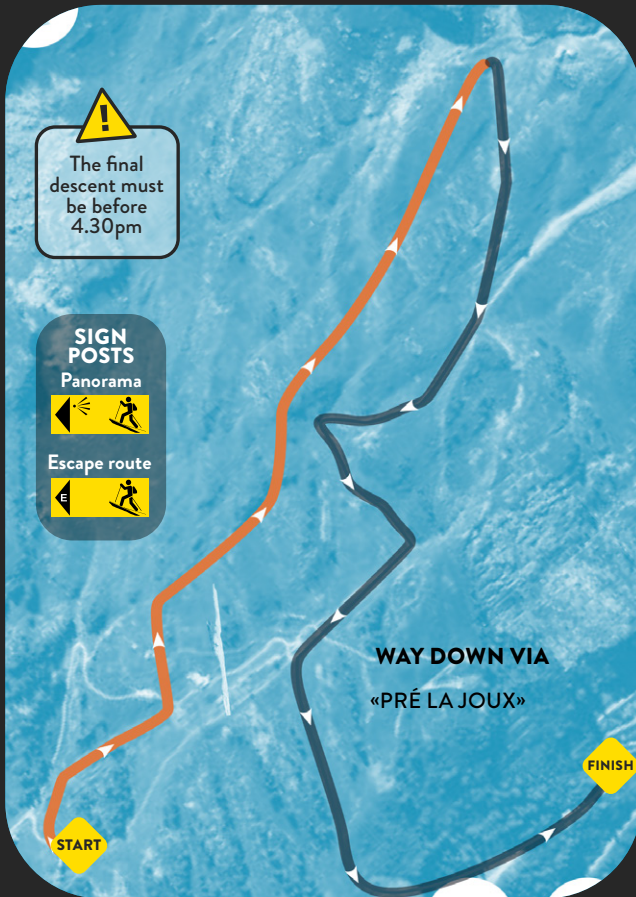 !
The final
descent must
be before
4.30pm
SIGN
POSTS
Panorama
Escape route
E
WAY DOWN VIA
«PRÉ LA JOUX»
FINISH
START